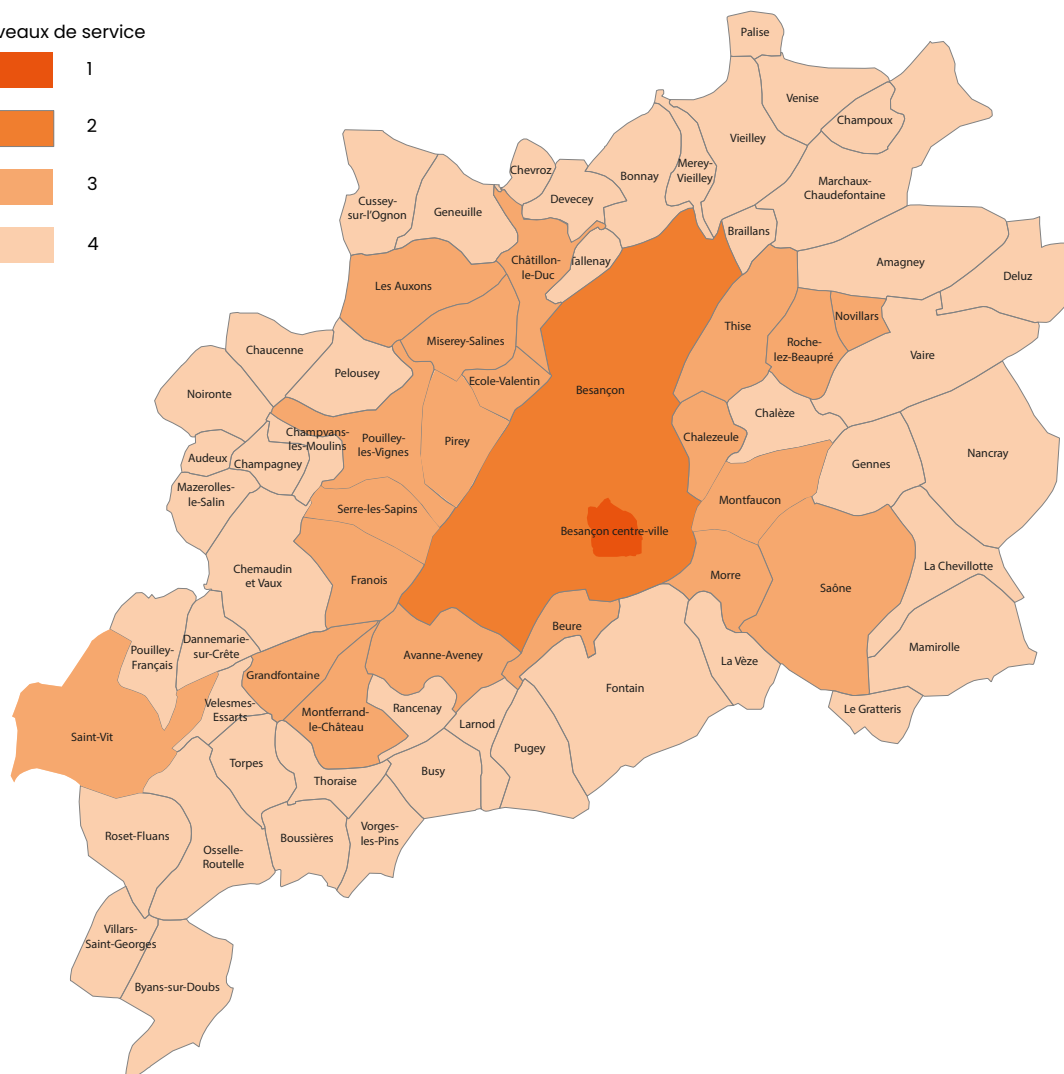 veaux de service
1
2
3
4
Palise
Venise
Champoux
Vieilley
Chevroz
Merey-
Vieilley
Bonnay
Devecey
Marchaux-
Chaudefontaine
Cussey-
sur-l'Ognon
Geneuille
Braillans
Châtillon-
le-Duc
Tallenay
Amagney
Deluz
Les Auxons
Novillars
Thise
Miserey-Salines
Roche-
lez-Beaupré
Vaire
Chaucenne
Pelousey
Ecole-Valentin
Besançon
Noironte
Chalèze
Champvans-
les-Moulins
Pouilley-
les-Vignes
Pirey
Chalezeule
Audeux
Champagney
Gennes
Nancray
Mazerolles-
le-Salin
Serre-les-Sapins
Montfaucon
Besançon centre-ville
Chemaudin
et Vaux
Franois
Morre
Saône
La Chevillotte
Beure
Pouilley-
Français
Dannemarie-
sur-Crête
Avanne-Aveney
Mamirolle
La Vèze
Grandfontaine
Fontain
Velesmes-
Essarts
Montferrand-
le-Château
Rancenay
Le Gratteris
Larnod
Saint-Vit
Pugey
Torpes
Busy
Thoraise
Roset-Fluans
Boussières
Vorges-
les-Pins
Osselle-
Routelle
Villars-
Saint-Georges
Byans-sur-Doubs